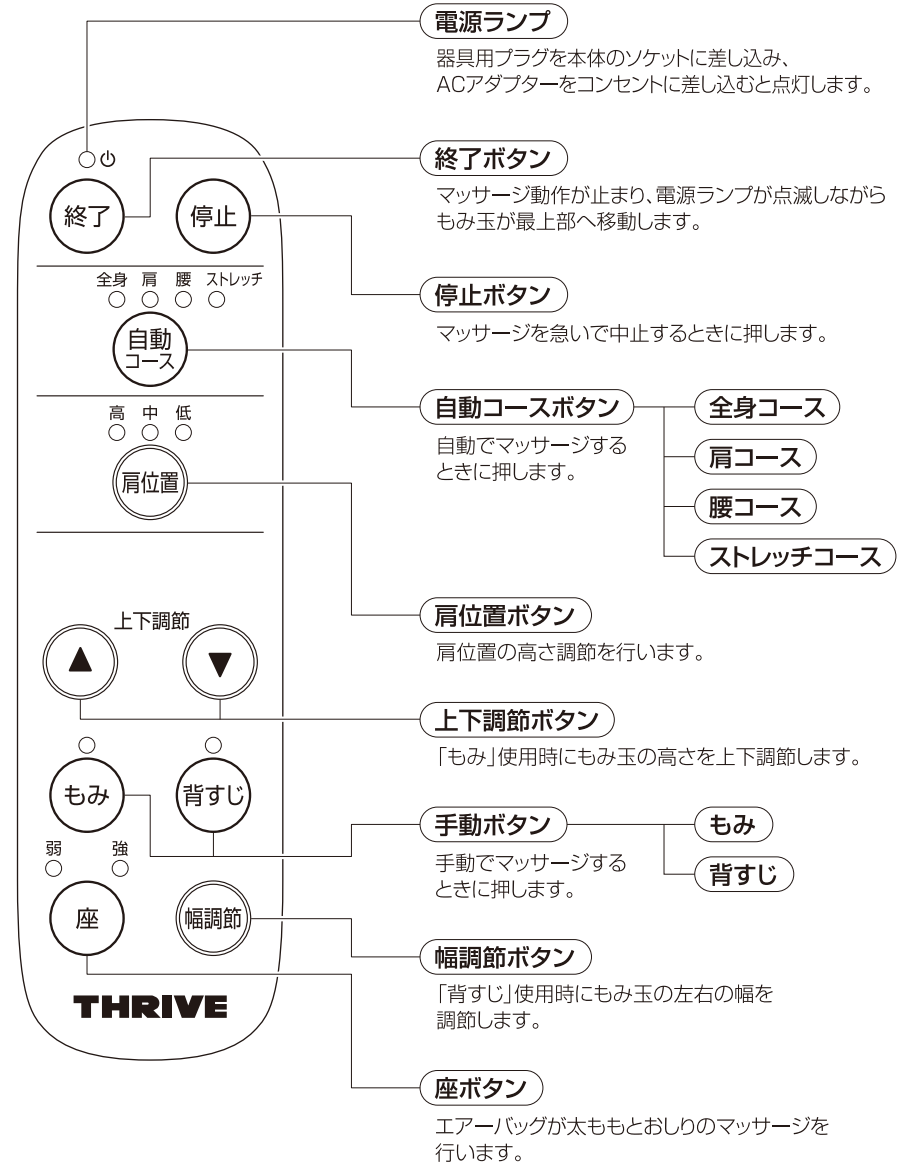 電源ランプ
器具用プラグを本体のソケットに差し込み、
ACアダプターをコンセントに差し込むと点灯します。
終了ボタン
マッサージ動作が止まり、電源ランプが点滅しながら
もみ玉が最上部へ移動します。
停止ボタン
マッサージを急いで中止するときに押します。
自動コースボタン
自動でマッサージする
ときに押します。
全身コース
肩コース
腰コース
ストレッチコース
肩位置ボタン
肩位置の高さ調節を行います。
上下調節ボタン
「もみ」使用時にもみ玉の高さを上下調節します。
手動ボタン
手動でマッサージする
ときに押します。
もみ
背すじ
幅調節ボタン
「背すじ」使用時にもみ玉の左右の幅を
調節します。
座ボタン
エアーバッグが太ももとおしりのマッサージを
行います。
終了
停止
全身 肩 腰 ストレッチ
自動
コース
高 中 低
肩位置
上下調節
▲ ▼
もみ
背すじ
弱 強
座
幅調節
THRIVE